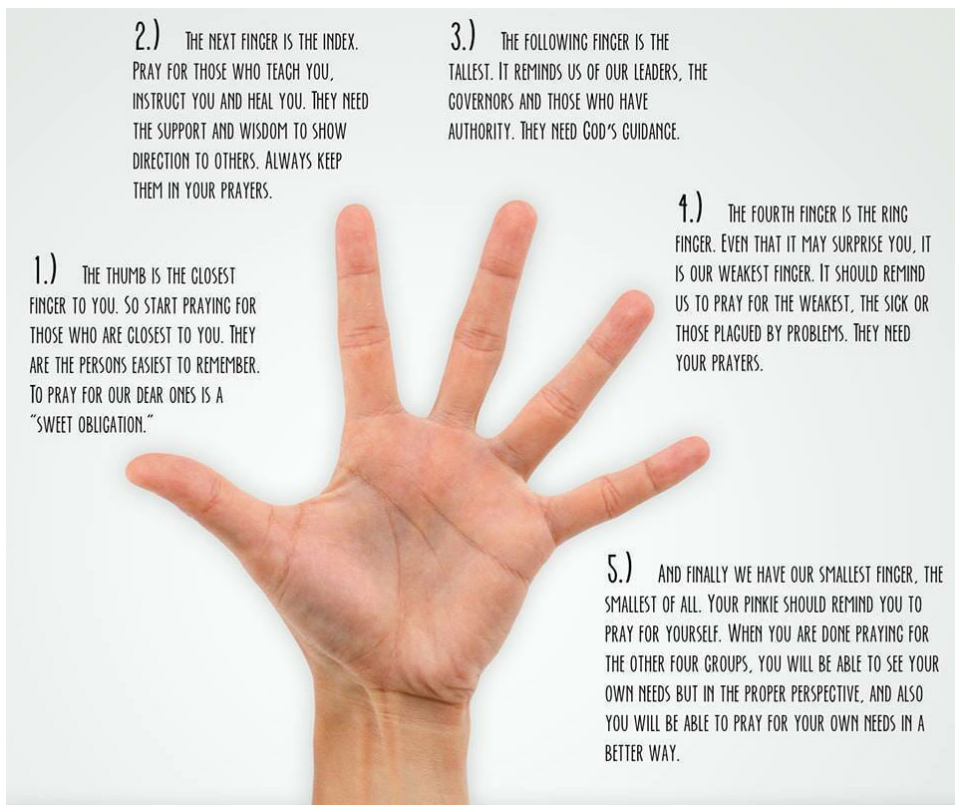 1.) The thumb is the closest
finger to you. So start praying for
those who are closest to you. They
are the persons easiest to remember.
To pray for our dear ones is a
"sweet obligation."
2.) The next finger is the index.
Pray for those who teach you,
instruct you and heal you. They need
the support and wisdom to show
direction to others. Always keep
them in your prayers.
3.) The following finger is the
tallest. It reminds us of our leaders, the
governors and those who have
authority. They need God's guidance.
4.) The fourth finger is the ring
finger. Even that it may surprise you, it
is our weakest finger. It should remind
us to pray for the weakest, the sick or
those plagued by problems. They need
your prayers.
5.) And finally we have our smallest finger, the
smallest of all. Your pinkie should remind you to
pray for yourself. When you are done praying for
the other four groups, you will be able to see your
own needs but in the proper perspective, and also
you will be able to pray for your own needs in a
better way.